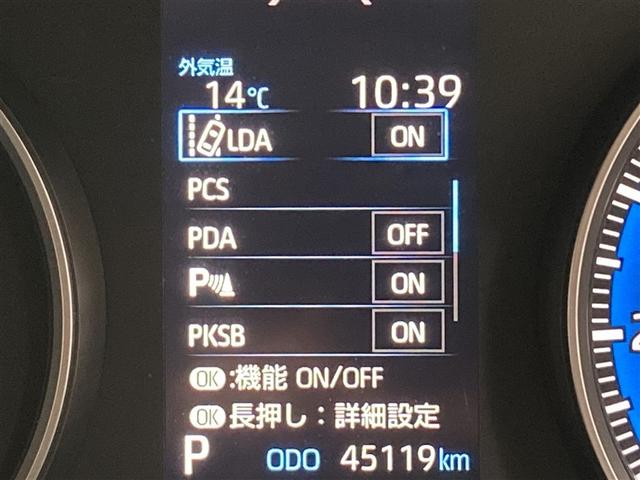 外気温
14℃ 10:39
LDA ON
PCS
PDA OFF
P ON
PKSB ON
OK:機能 ON/OFF
OK長押し:詳細設定
P ODO 45119km
2